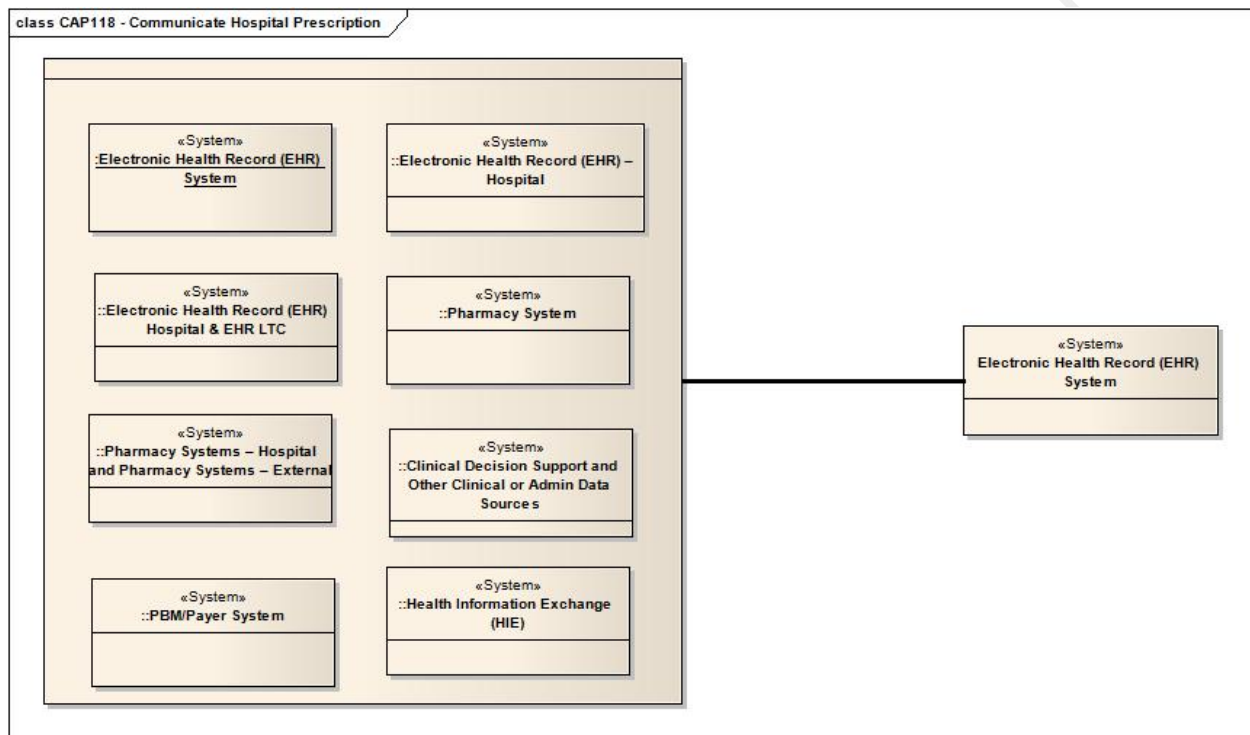 class CAP118 - Communicate Hospital Prescription
«System»
:Electronic Health Record (EHR)
System
«System»
::Electronic Health Record (EHR) –
Hospital
«System»
::Electronic Health Record (EHR)
Hospital & EHR LTC
«System»
::Pharmacy System
«System»
::Pharmacy Systems – Hospital
and Pharmacy Systems – External
«System»
::Clinical Decision Support and
Other Clinical or Admin Data
Sources
«System»
::PBM/Payer System
«System»
::Health Information Exchange
(HIE)
«System»
Electronic Health Record (EHR)
System